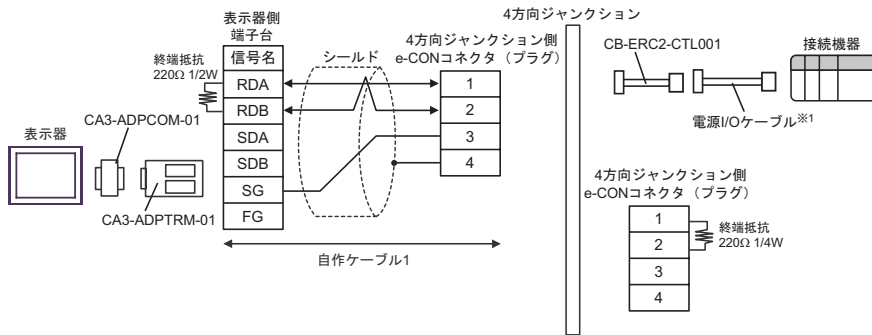 4方向ジャンクション
表示器側
端子台
信号名
RDA
RDB
SDA
SDB
SG
FG
終端抵抗
220Ω 1/2W
シールド
4方向ジャンクション側
e-CONコネクタ（プラグ）
1
2
3
4
CB-ERC2-CTL001
接続機器
電源I/Oケーブル※1
表示器
CA3-ADPCOM-01
CA3-ADPTRM-01
自作ケーブル1
4方向ジャンクション側
e-CONコネクタ（プラグ）
1
2
3
4
終端抵抗
220Ω 1/4W